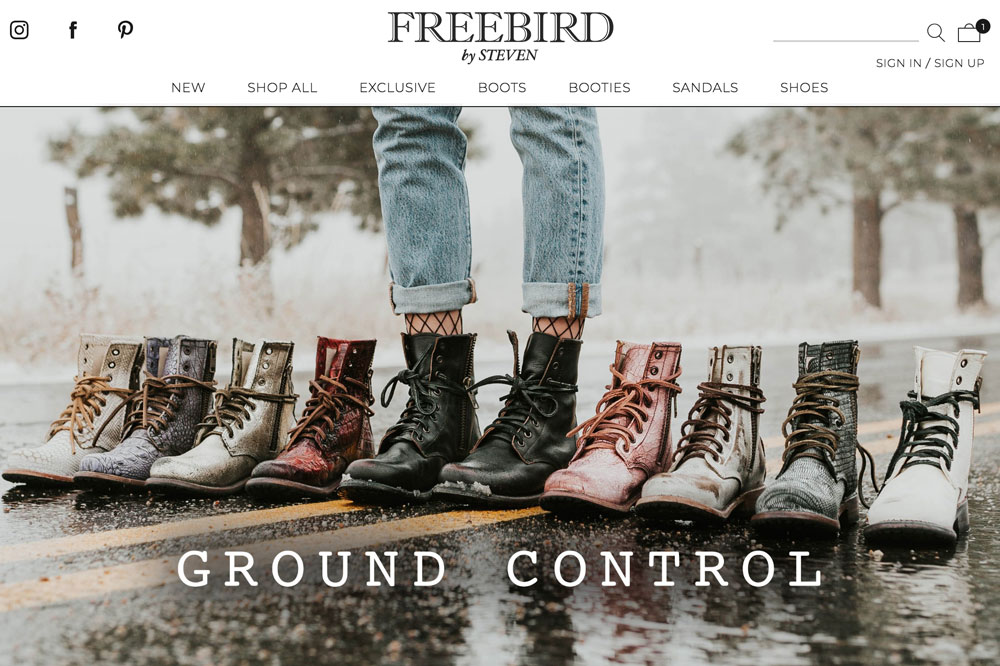 FREEBIRD
by STEVEN
1
SIGN IN / SIGN UP
NEW SHOP ALL EXCLUSIVE BOOTS BOOTIES SANDALS SHOES
GROUND CONTROL